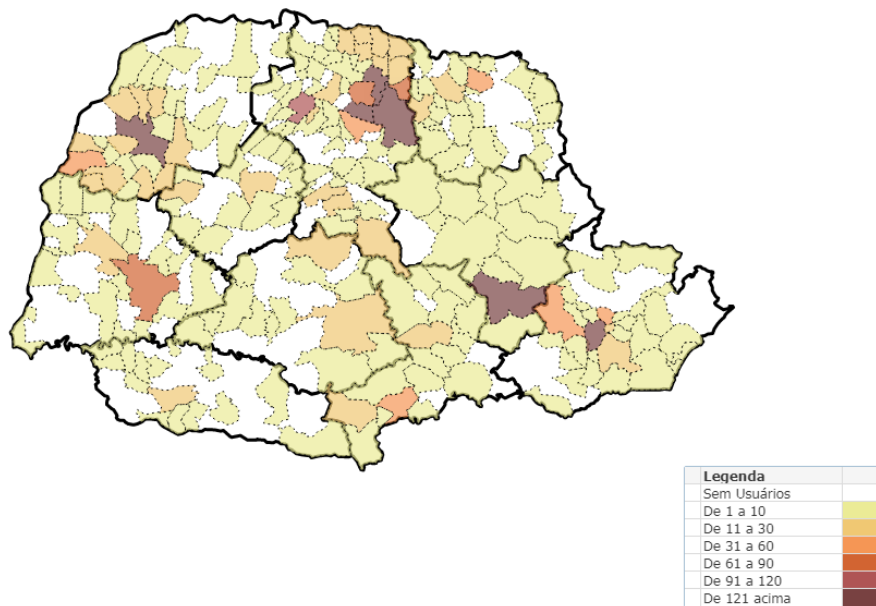 Legenda
Sem Usuários
De 1 a 10
De 11 a 30
De 31 a 60
De 61 a 90
De 91 a 120
De 121 acima